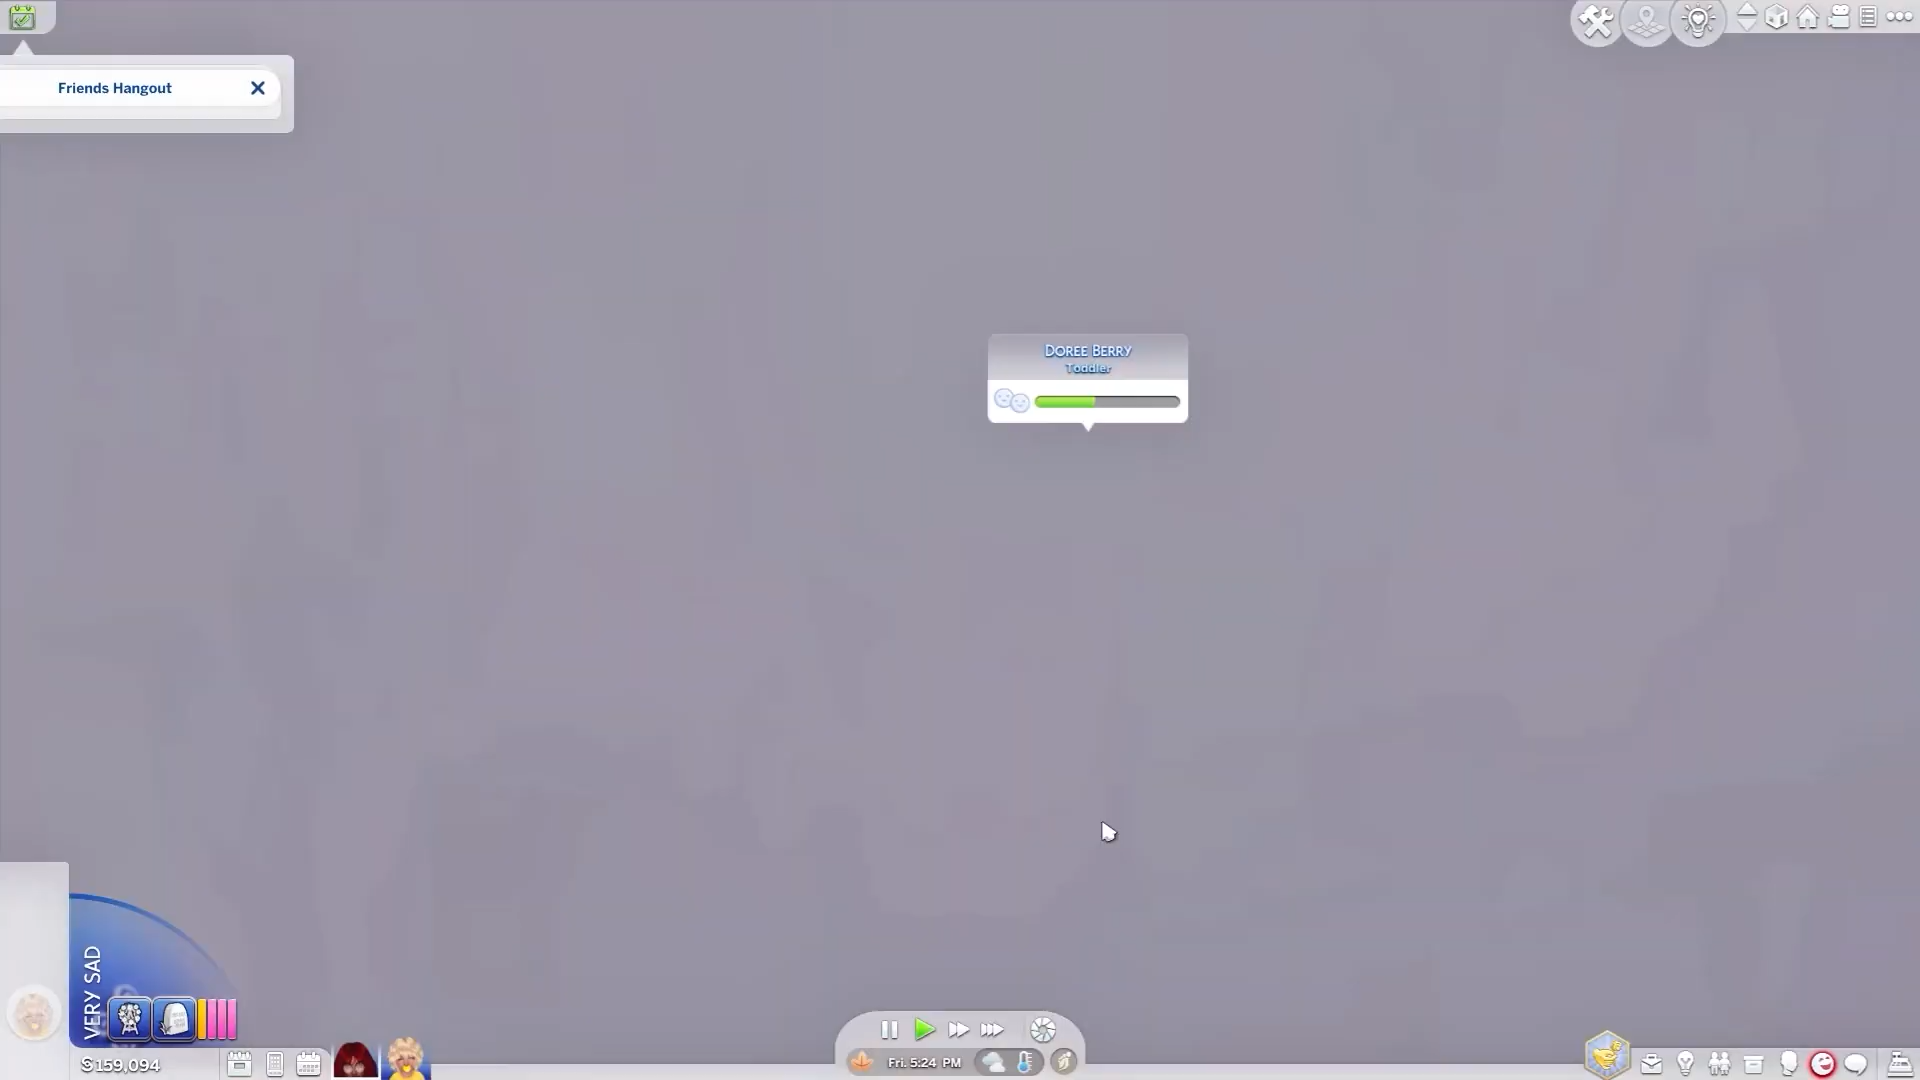 Friends Hangout
DOREE BERRY
Toddler
VERY SAD
§159,094
Fri. 5:24 PM